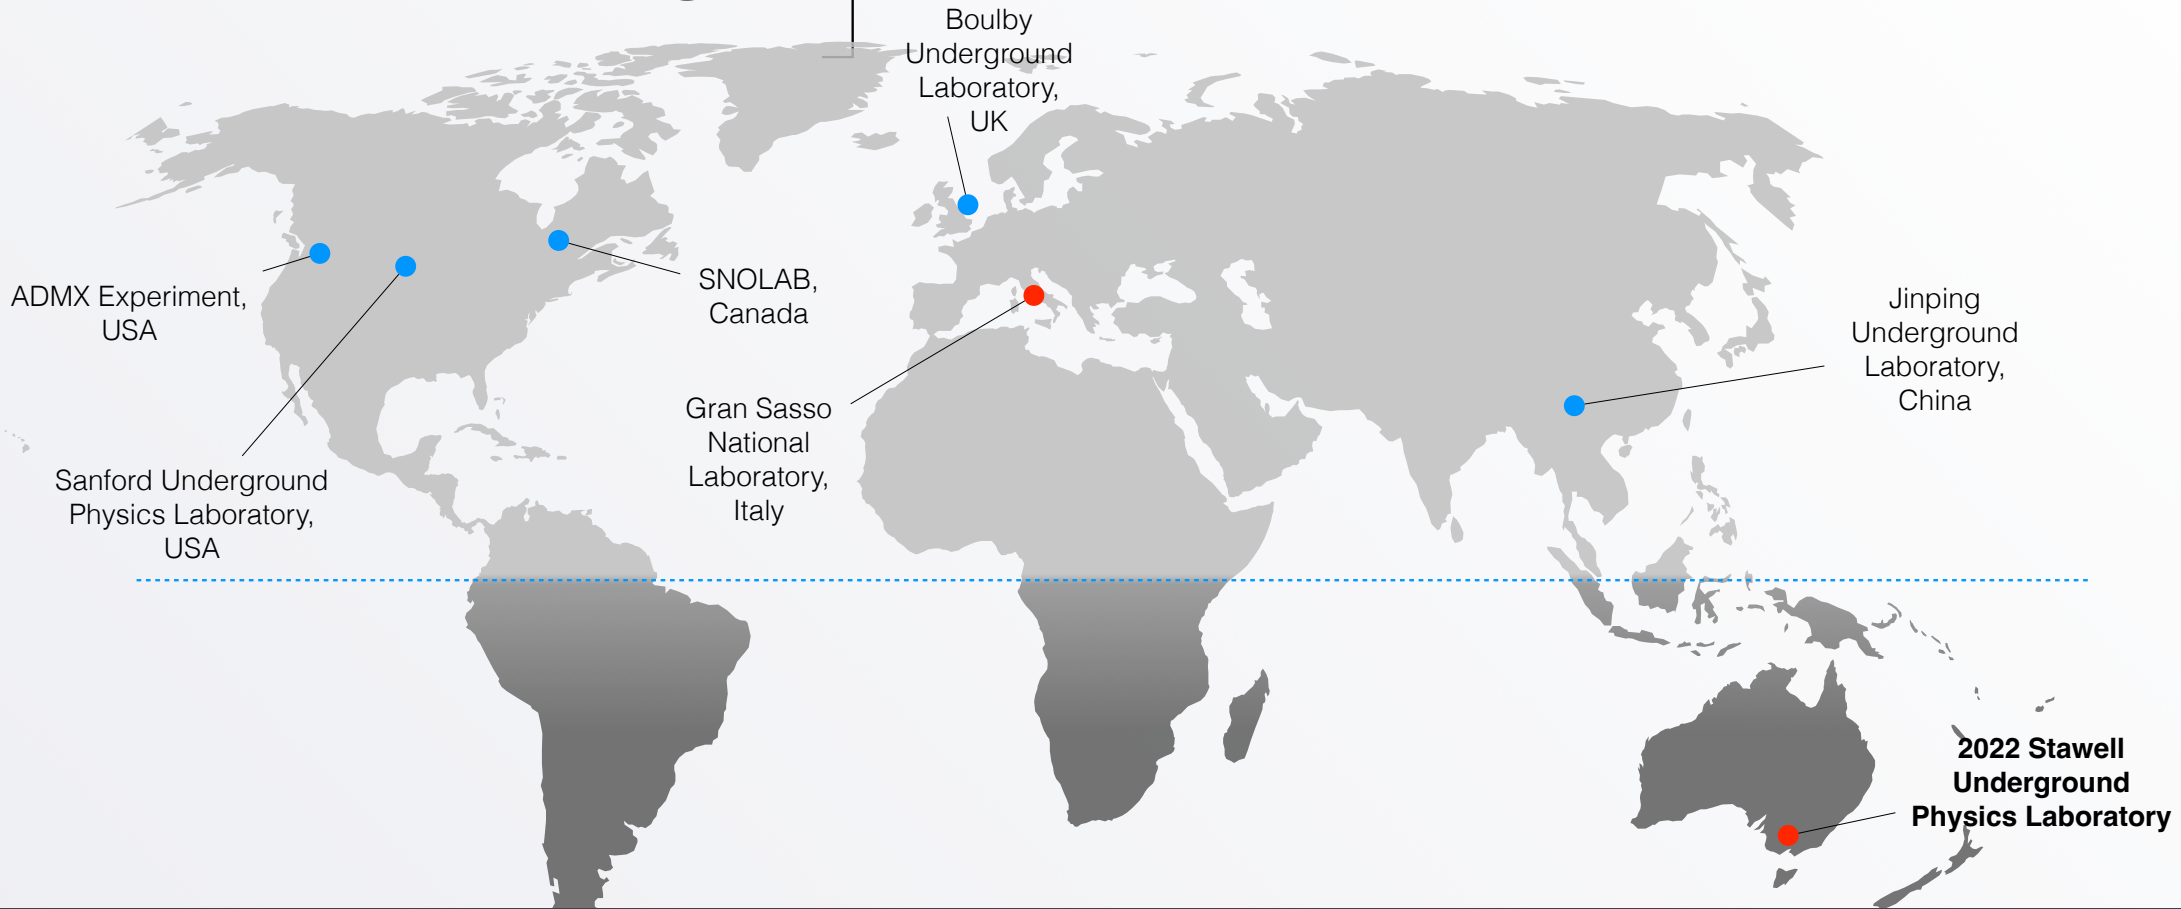 Boulby
Underground
Laboratory,
UK
ADMX Experiment,
USA
SNOLAB,
Canada
Jinping
Underground
Laboratory,
China
Gran Sasso
National
Laboratory,
Italy
Sanford Underground
Physics Laboratory,
USA
2022 Stawell
Underground
Physics Laboratory